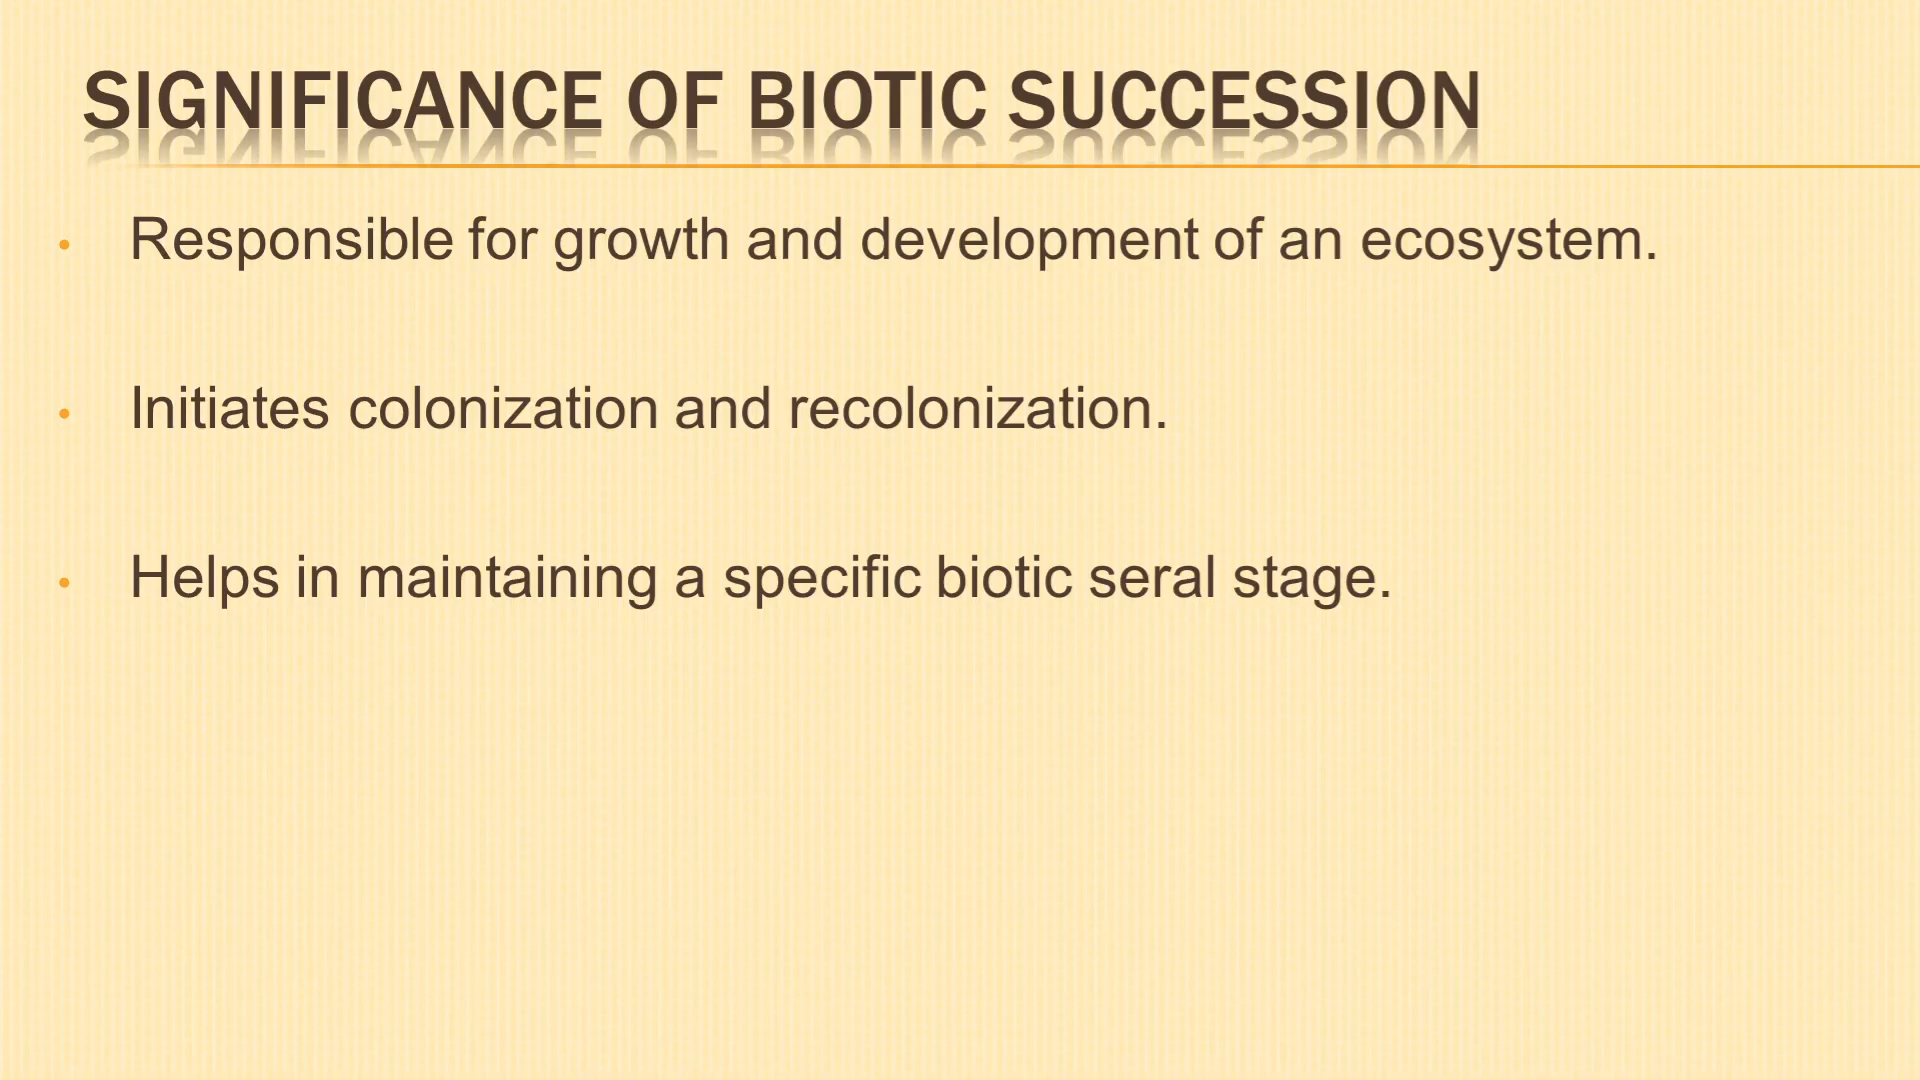 SIGNIFICANCE OF BIOTIC SUCCESSION
• Responsible for growth and development of an ecosystem.
• Initiates colonization and recolonization.
• Helps in maintaining a specific biotic seral stage.